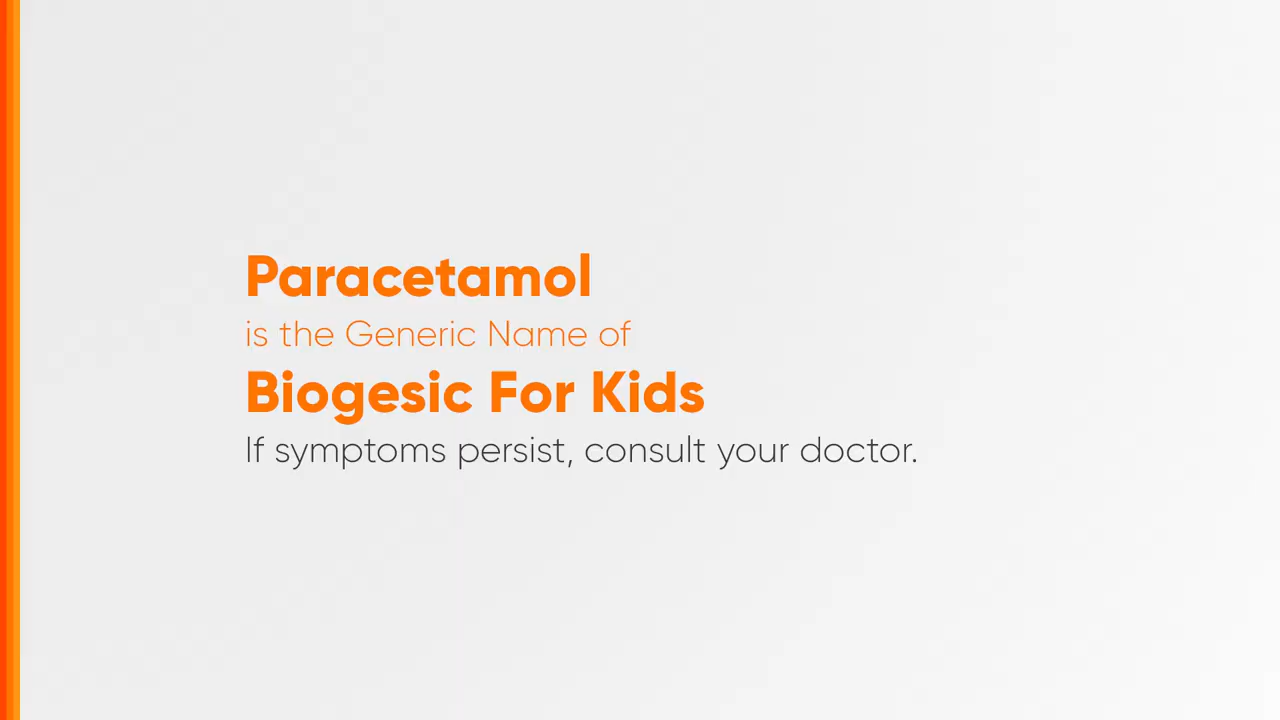 Paracetamol
is the Generic Name of
Biogesic For Kids
If symptoms persist, consult your doctor.